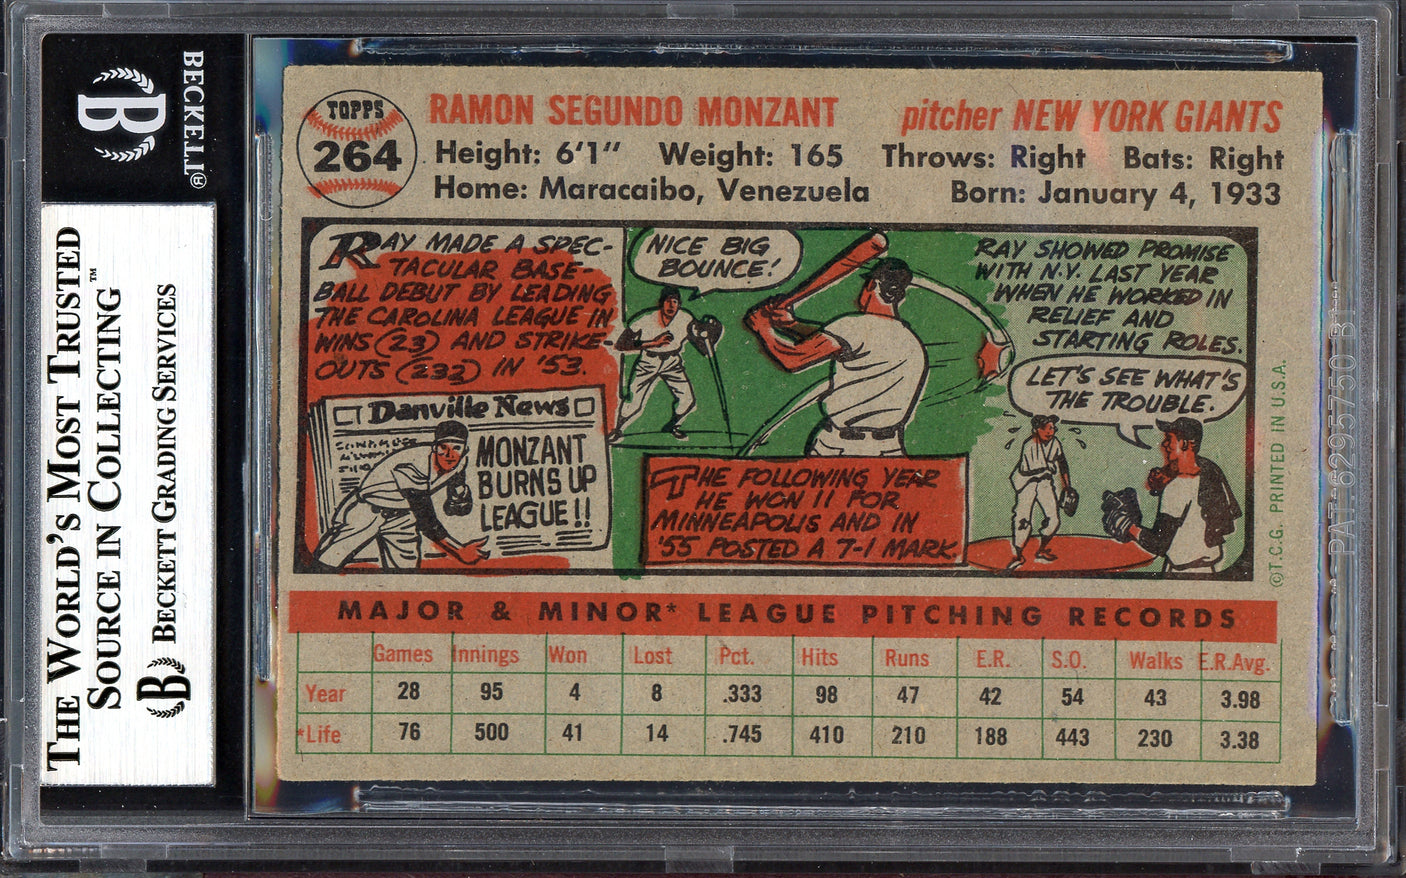 BECKETT®
THE WORLD'S MOST TRUSTED
SOURCE IN COLLECTING™
B BECKETT GRADING SERVICES
TOPPS
264
RAMON SEGUNDO MONZANT pitcher NEW YORK GIANTS
Height: 6'1" Weight: 165 Throws: Right Bats: Right
Home: Maracaibo, Venezuela Born: January 4, 1933
RAY MADE A SPEC-
TACULAR BASE-
BALL DEBUT BY LEADING
THE CAROLINA LEAGUE IN
WINS (23) AND STRIKE-
OUTS (232) IN '53.
Danville News
MONZANT
BURNS UP
LEAGUE!!
NICE BIG
BOUNCE!
THE FOLLOWING YEAR
HE WON 11 FOR
MINNEAPOLIS AND IN
'55 POSTED A 7-1 MARK.
RAY SHOWED PROMISE
WITH N.Y. LAST YEAR
WHEN HE WORKED IN
RELIEF AND
STARTING ROLES.
LET'S SEE WHAT'S
THE TROUBLE.
©T.C.G. PRINTED IN U.S.A.
PAT. 6295750 B1
MAJOR & MINOR* LEAGUE PITCHING RECORDS
Games Innings Won Lost Pct. Hits Runs E.R. S.O. Walks E.R.Avg.
Year 28 95 4 8 .333 98 47 42 54 43 3.98
*Life 76 500 41 14 .745 410 210 188 443 230 3.38